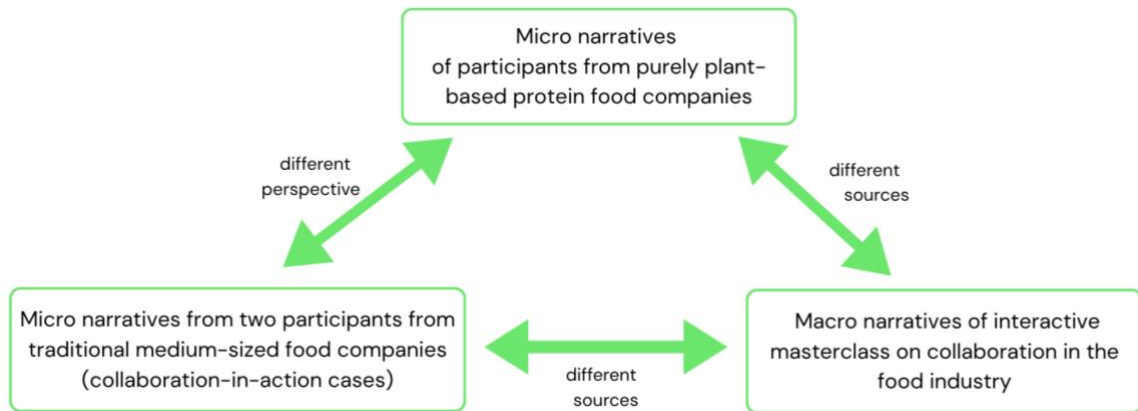 Micro narratives
of participants from purely plant-
based protein food companies
different
perspective
different
sources
Micro narratives from two participants from
traditional medium-sized food companies
(collaboration-in-action cases)
different
sources
Macro narratives of interactive
masterclass on collaboration in the
food industry